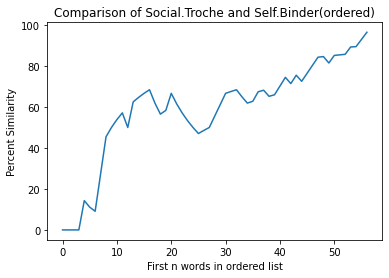 Comparison of Social.Troche and Self.Binder(ordered)
Percent Similarity
100
80
60
40
20
0
0 10 20 30 40 50
First n words in ordered list